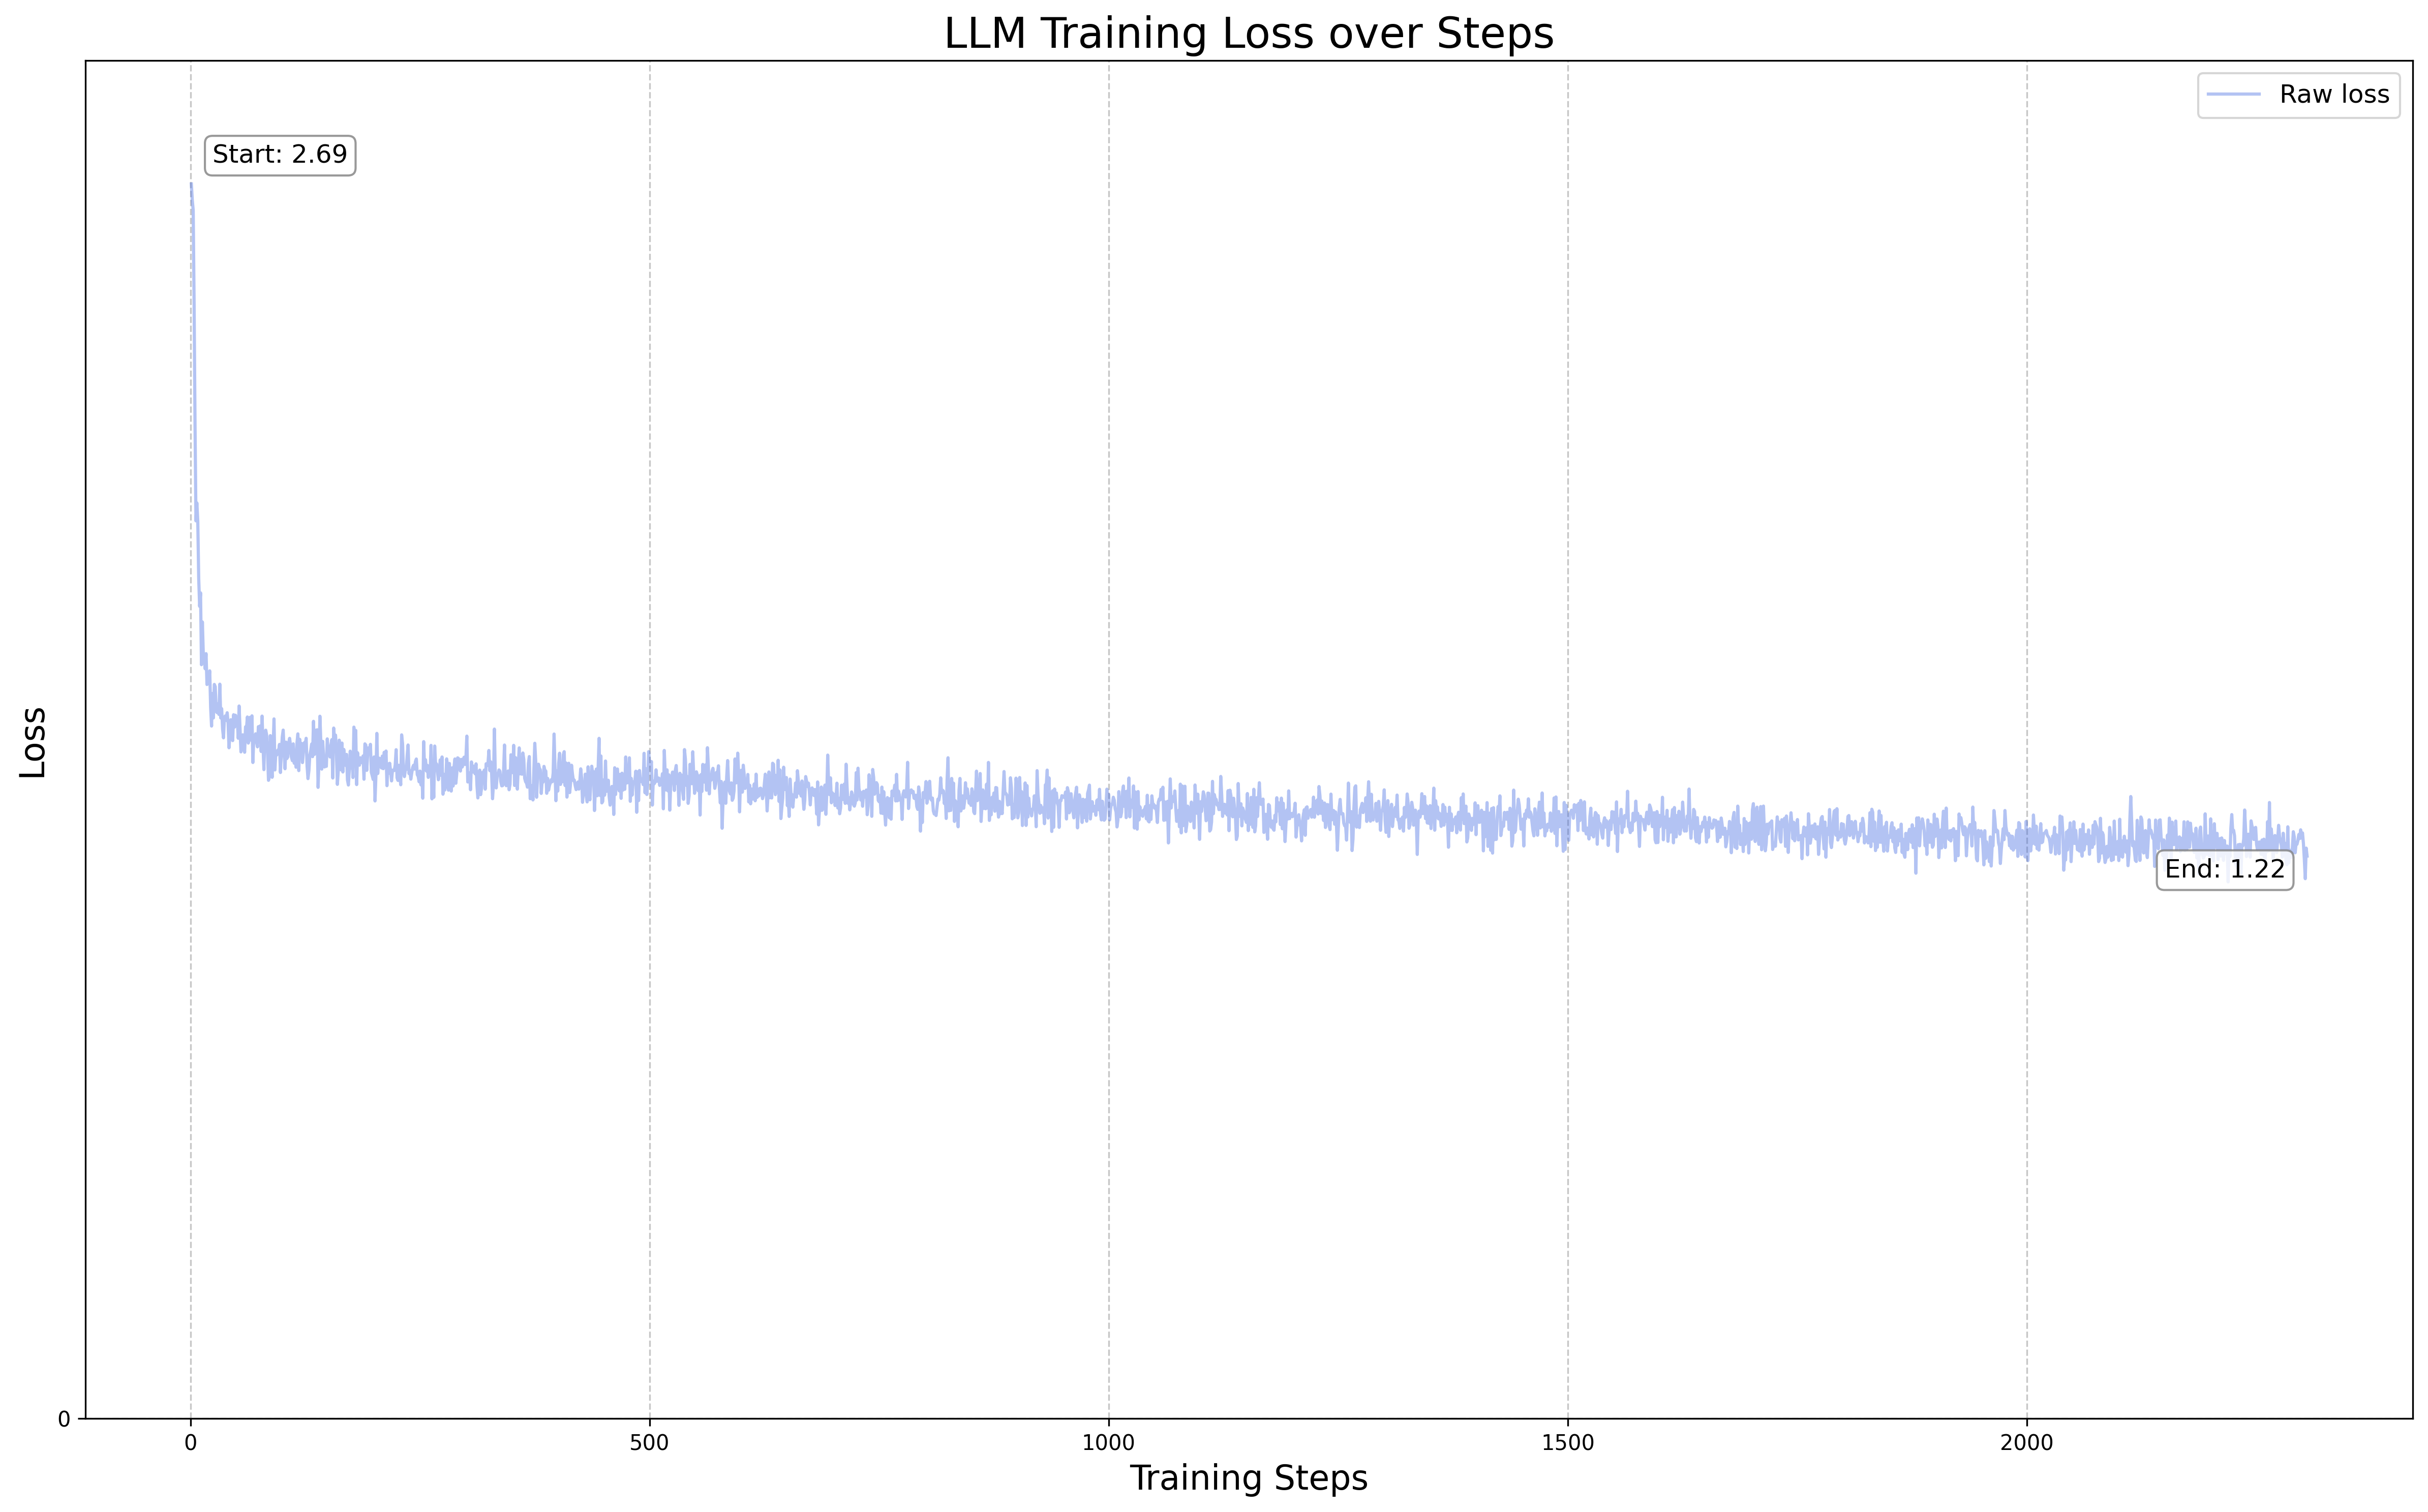 LLM Training Loss over Steps
Raw loss
Start: 2.69
Loss
End: 1.22
0
0 500 1000 1500 2000
Training Steps